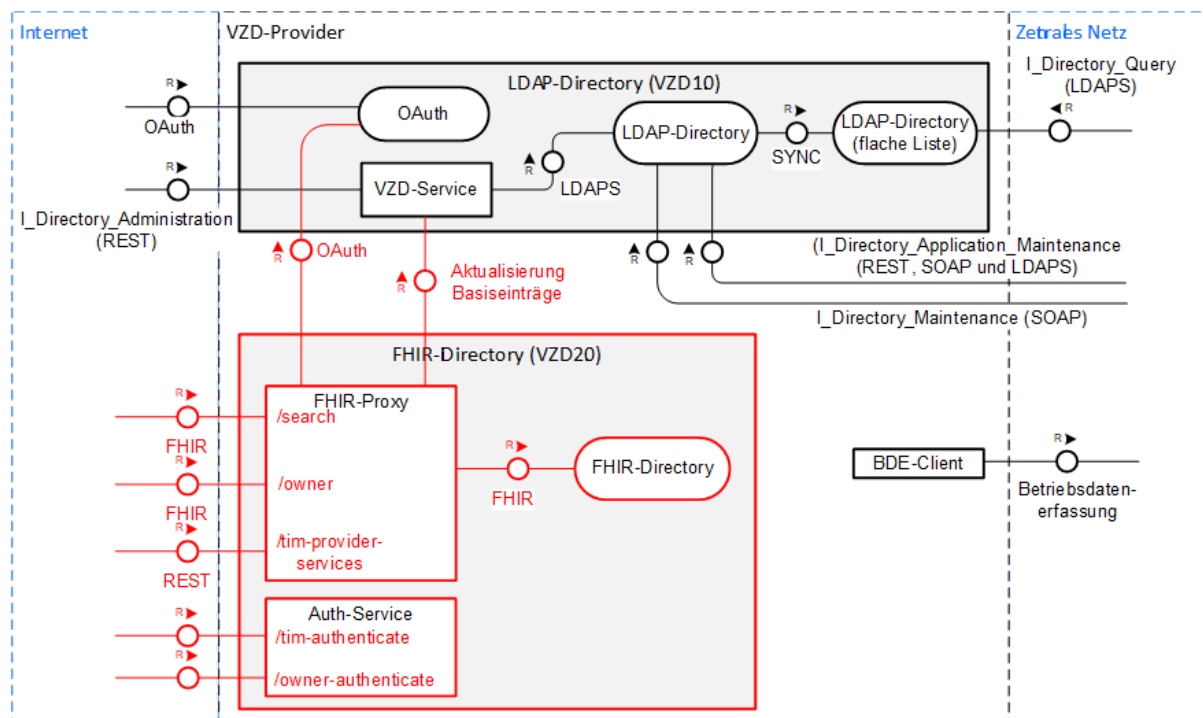 Internet
VZD-Provider
Zentrales Netz
LDAP-Directory (VZD10)
I_Directory_Query
(LDAPS)
R
OAuth
OAuth
R
LDAP-Directory
R
SYNC
LDAP-Directory
(flache Liste)
R
R
I_Directory_Administration
(REST)
VZD-Service
R
LDAPS
R
OAuth
R
Aktualisierung
Basiseinträge
R
R
(I_Directory_Application_Maintenance
(REST, SOAP und LDAPS)
I_Directory_Maintenance (SOAP)
FHIR-Directory (VZD20)
FHIR-Proxy
R
/search
FHIR
R
/owner
FHIR
R
/tim-provider-
services
REST
R
FHIR
FHIR-Directory
BDE-Client
R
Betriebsdaten-
erfassung
Auth-Service
R
/tim-authenticate
R
/owner-authenticate